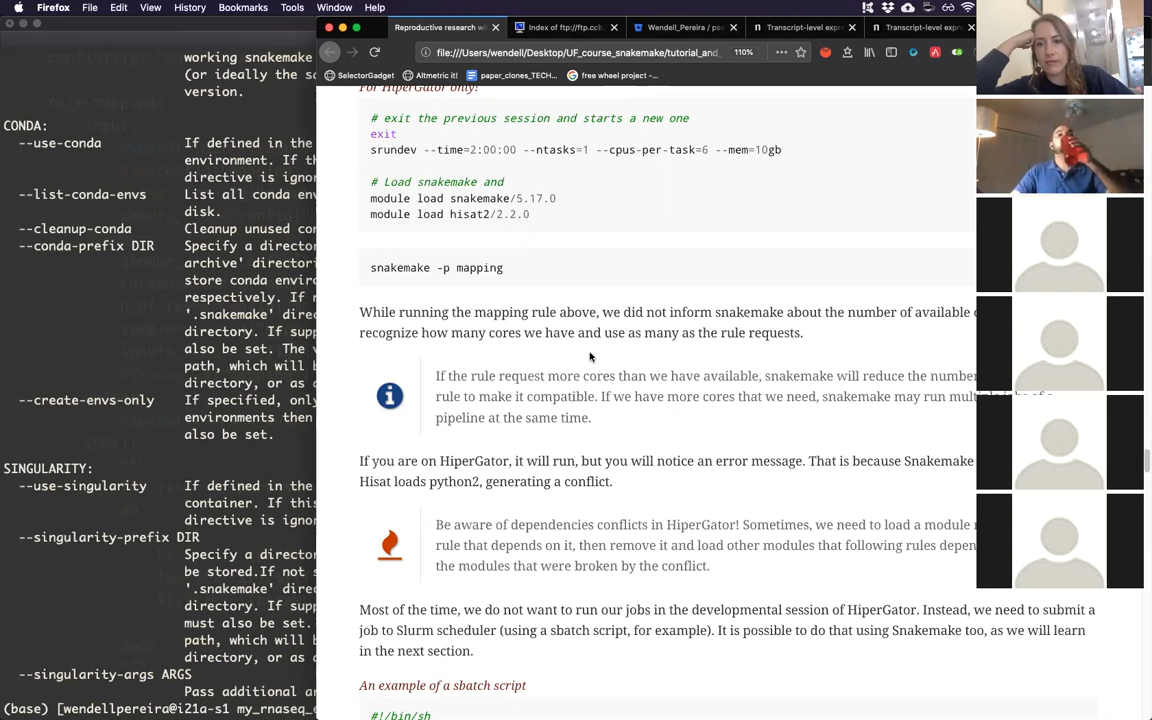 Firefox File Edit View History Bookmarks Tools Window Help
Reproductive research wi
Index of ftp://ftp.ccb.
Wendell_Pereira / psc
Transcript-level expre
Transcript-level expre
file:///Users/wendell/Desktop/UF_course_snakemake/tutorial_and_
110%
SelectorGadget Altmetric it! paper_clones_TECH... free wheel project -...
working snakemake
(or ideally the sa
version.
CONDA:
--use-conda If defined in the
environment. If th
directive is ignor
--list-conda-envs List all conda env
disk.
--cleanup-conda Cleanup unused con
--conda-prefix DIR Specify a director
archive' directori
store conda enviro
respectively. If n
'.snakemake' direc
directory. If supp
also be set. The v
path, which will b
directory, or as a
--create-envs-only If specified, only
environments then
also be set.
SINGULARITY:
--use-singularity If defined in the
container. If this
directive is ignor
--singularity-prefix DIR
Specify a director
be stored.If not s
'.snakemake' direc
directory. If supp
must also be set.
path, which will b
directory, or as a
--singularity-args ARGS
Pass additional ar
(base) [wendellpereira@i21a-s1 my_rnaseq_e
For HiperGator only!
# exit the previous session and starts a new one
exit
srundev --time=2:00:00 --ntasks=1 --cpus-per-task=6 --mem=10gb
# Load snakemake and
module load snakemake/5.17.0
module load hisat2/2.2.0
snakemake -p mapping
While running the mapping rule above, we did not inform snakemake about the number of available
recognize how many cores we have and use as many as the rule requests.
If the rule request more cores than we have available, snakemake will reduce the number
rule to make it compatible. If we have more cores that we need, snakemake may run
pipeline at the same time.
If you are on HiperGator, it will run, but you will notice an error message. That is because Snakemake
Hisat loads python2, generating a conflict.
Be aware of dependencies conflicts in HiperGator! Sometimes, we need to load a module
rule that depends on it, then remove it and load other modules that following rules
the modules that were broken by the conflict.
Most of the time, we do not want to run our jobs in the developmental session of HiperGator. Instead, we need to submit a
job to Slurm scheduler (using a sbatch script, for example). It is possible to do that using Snakemake too, as we will learn
in the next section.
An example of a sbatch script
#!/bin/sh